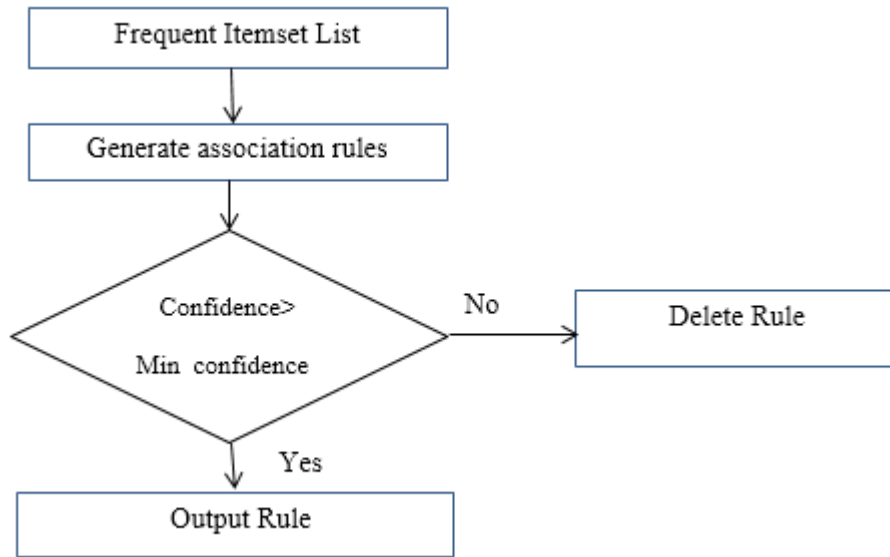 Frequent Itemset List
Generate association rules
Confidence>
Min confidence
No
Delete Rule
Yes
Output Rule